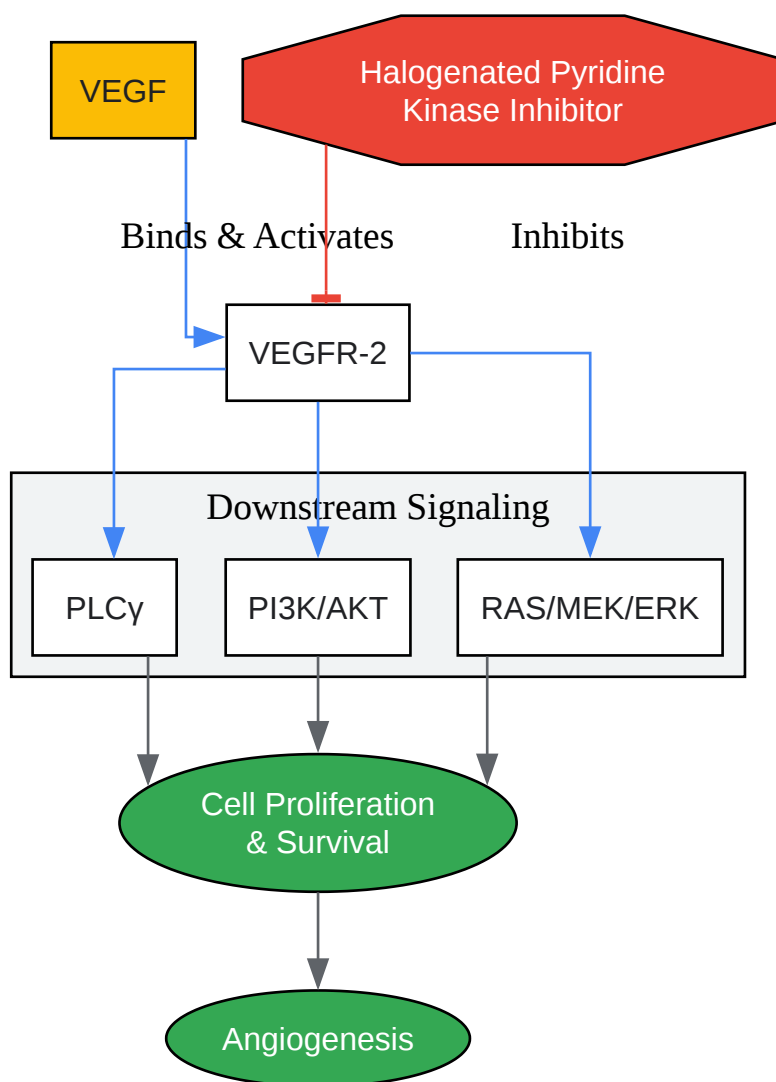 VEGF
Halogenated Pyridine
Kinase Inhibitor
Binds & Activates
Inhibits
VEGFR-2
Downstream Signaling
PLCγ
PI3K/AKT
RAS/MEK/ERK
Cell Proliferation
& Survival
Angiogenesis